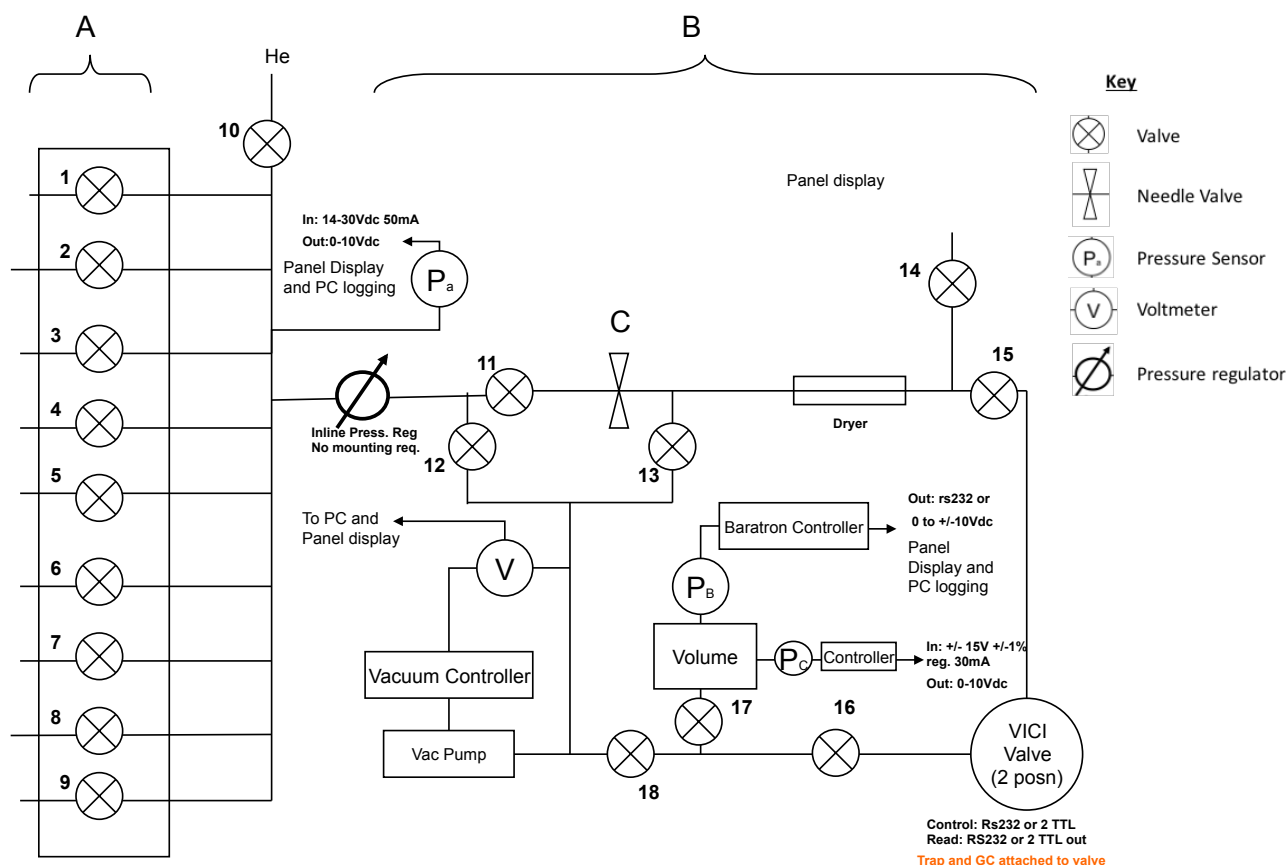 A
B
He
Key
10
Valve
1
Panel display
Needle Valve
In: 14-30Vdc 50mA
Out:0-10Vdc
2
Panel Display
and PC logging
Pa
14
Pa
Pressure Sensor
V
Voltmeter
3
C
11
15
Pressure regulator
4
Inline Press. Reg
No mounting req.
Dryer
12
13
5
To PC and
Panel display
Baratron Controller
Out: rs232 or
0 to +/-10Vdc
Panel
Display and
PC logging
6
V
PB
7
Vacuum Controller
Volume
PC
Controller
In: +/- 15V +/-1%
reg. 30mA
Out: 0-10Vdc
8
17
16
Vac Pump
VICI
Valve
(2 posn)
9
18
Control: Rs232 or 2 TTL
Read: RS232 or 2 TTL out
Trap and GC attached to valve